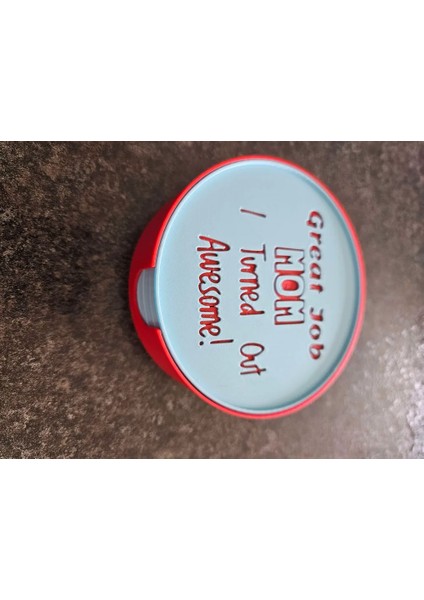 Great Job
MOM
I Turned Out
Awesome!